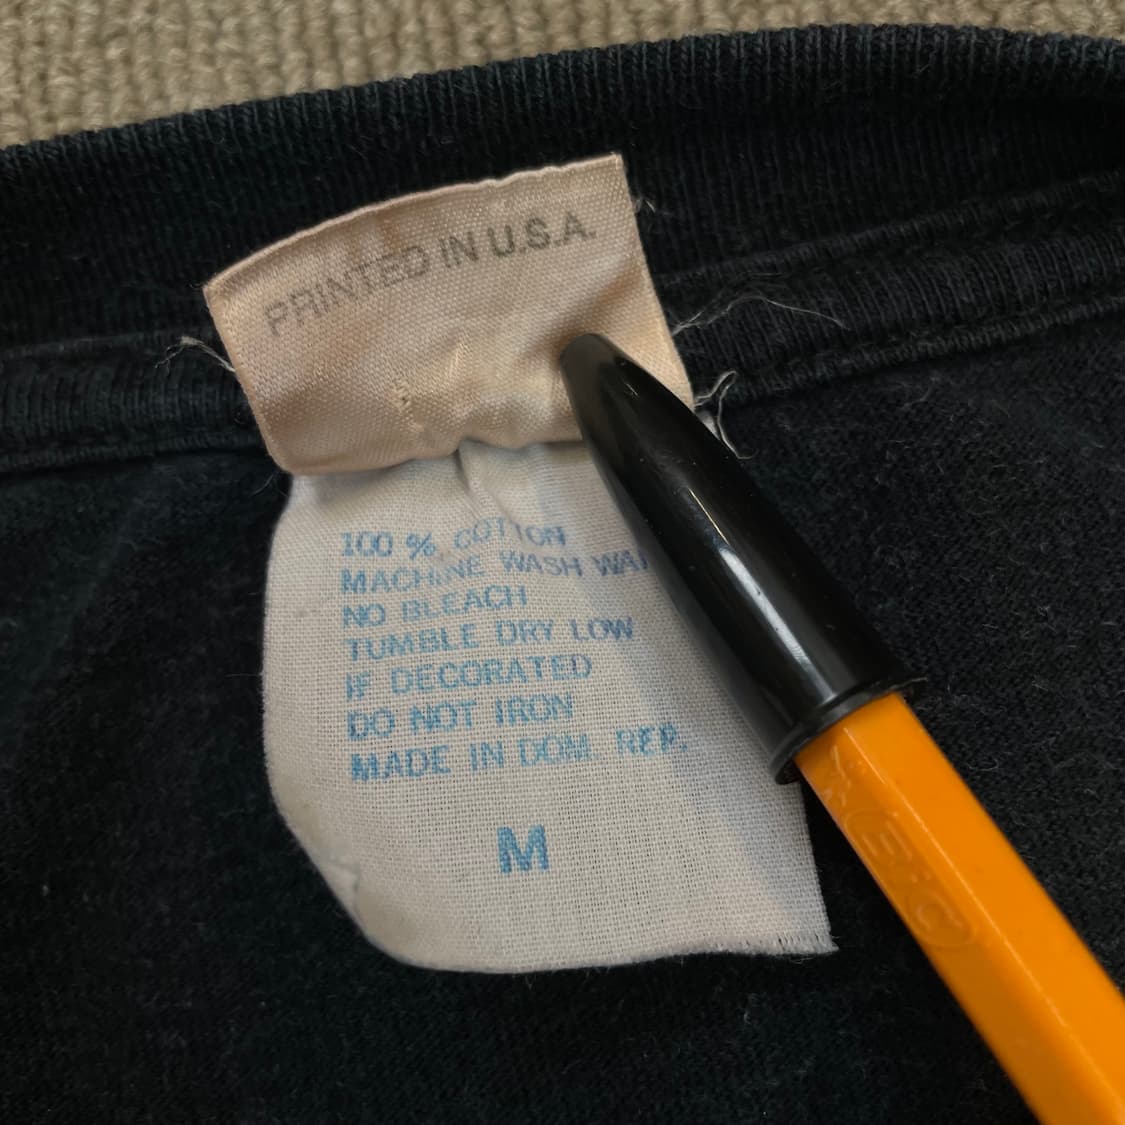 PRINTED IN U.S.A.
100 % COTTON
MACHINE WASH
NO BLEACH
TUMBLE DRY LOW
IF DECORATED
DO NOT IRON
MADE IN DOM. REP.
M
BIC